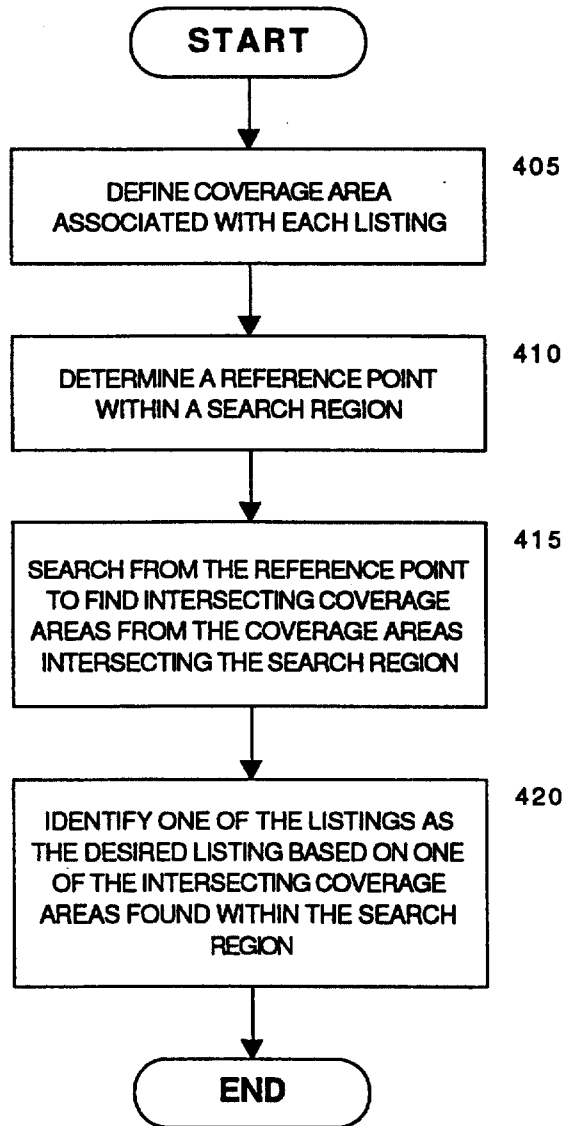 START
405
DEFINE COVERAGE AREA
ASSOCIATED WITH EACH LISTING
410
DETERMINE A REFERENCE POINT
WITHIN A SEARCH REGION
415
SEARCH FROM THE REFERENCE POINT
TO FIND INTERSECTING COVERAGE
AREAS FROM THE COVERAGE AREAS
INTERSECTING THE SEARCH REGION
420
IDENTIFY ONE OF THE LISTINGS AS
THE DESIRED LISTING BASED ON ONE
OF THE INTERSECTING COVERAGE
AREAS FOUND WITHIN THE SEARCH
REGION
END